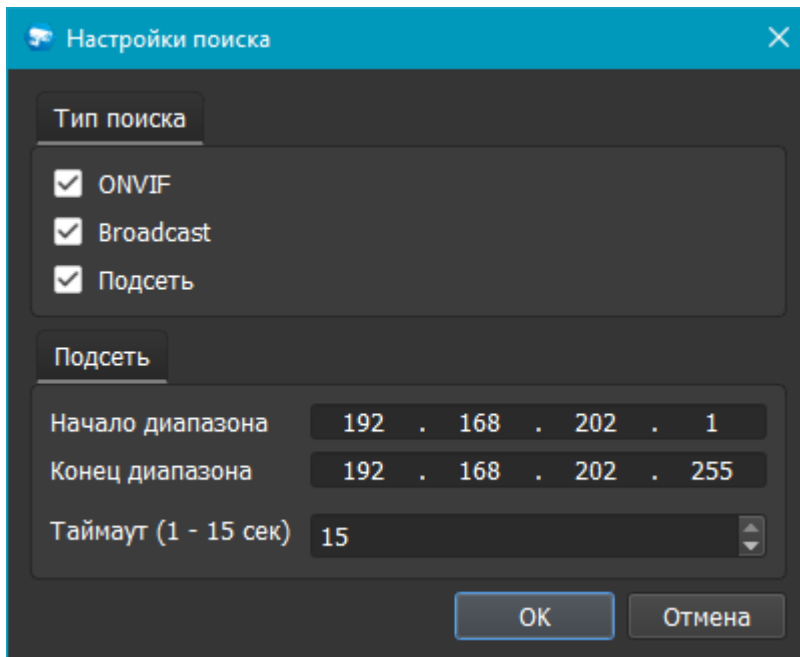 Настройки поиска
Тип поиска
ONVIF
Broadcast
Подсеть
Подсеть
Начало диапазона 192 . 168 . 202 . 1
Конец диапазона 192 . 168 . 202 . 255
Таймаут (1 - 15 сек) 15
ОК Отмена